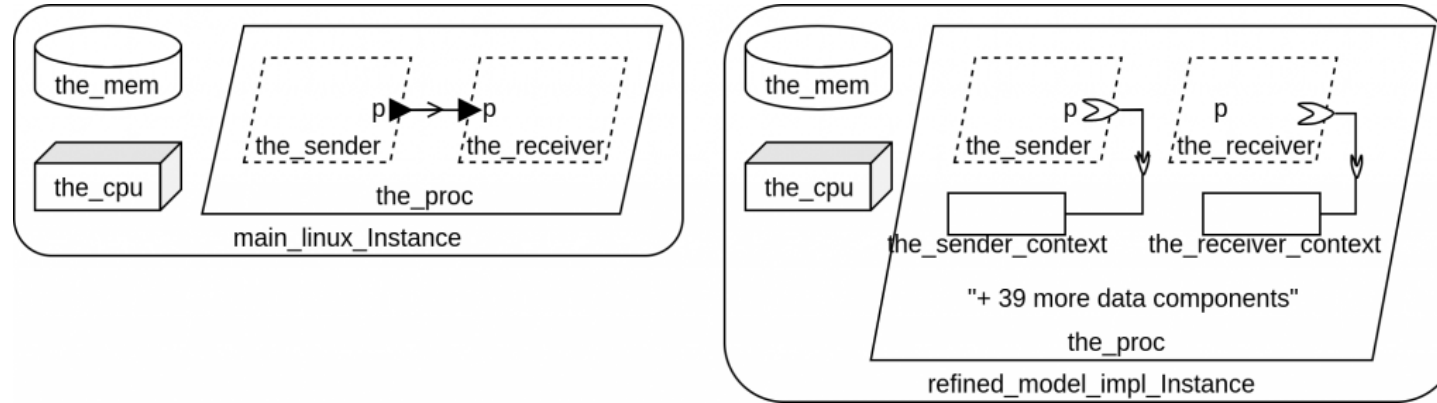 the_mem
p
p
the_sender
the_receiver
the_cpu
the_proc
main_linux_Instance
the_mem
p
p
the_sender
the_receiver
the_cpu
the_sender_context
the_receiver_context
"+ 39 more data components"
the_proc
refined_model_impl_Instance